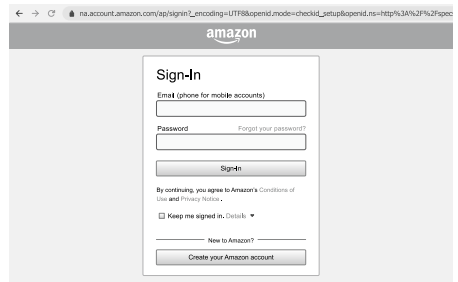 na.account.amazon.com/ap/signin?_encoding=UTF8&openid.mode=checkid_setup&openid.ns=http%3A%2F%2Fspec
amazon
Sign-In
Email (phone for mobile accounts)
Password Forgot your password?
Sign-In
By continuing, you agree to Amazon's Conditions of
Use and Privacy Notice.
Keep me signed in. Details
New to Amazon?
Create your Amazon account